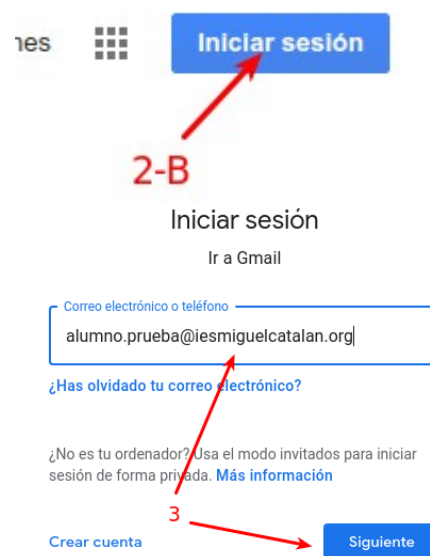 Iniciar sesión
2-B
Iniciar sesión
Ir a Gmail
Correo electrónico o teléfono
alumno.prueba@iesmiguelcatalan.org
¿Has olvidado tu correo electrónico?
¿No es tu ordenador? Usa el modo invitados para iniciar
sesión de forma privada. Más información
3
Crear cuenta Siguiente